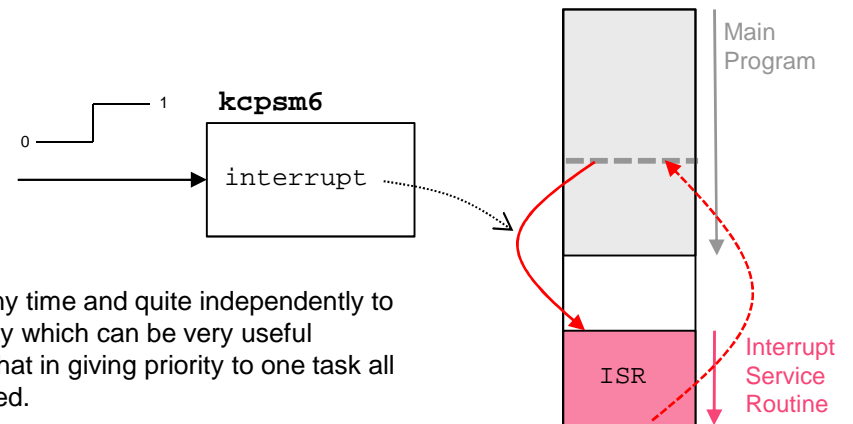 Main
Program
1
kcpsm6
0
interrupt
ny time and quite independently to
y which can be very useful
hat in giving priority to one task all
ed.
Interrupt
Service
Routine
ISR